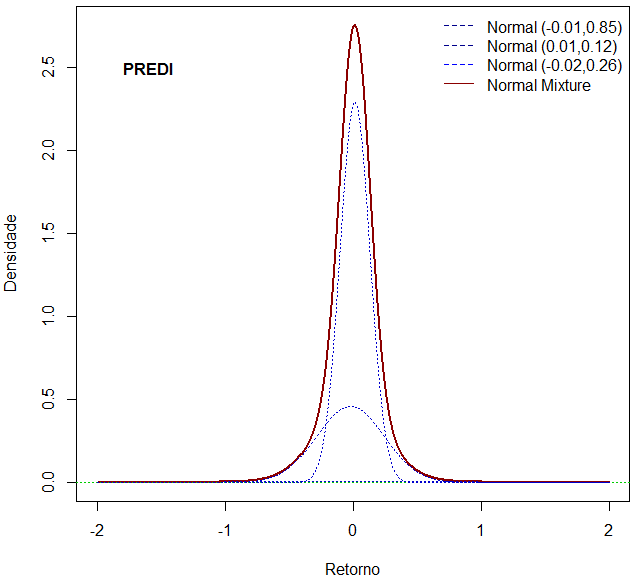 PREDI
Normal (-0.01,0.85)
Normal (0.01,0.12)
Normal (-0.02,0.26)
Normal Mixture
Densidade
2.5
2.0
1.5
1.0
0.5
0.0
-2 -1 0 1 2
Retorno